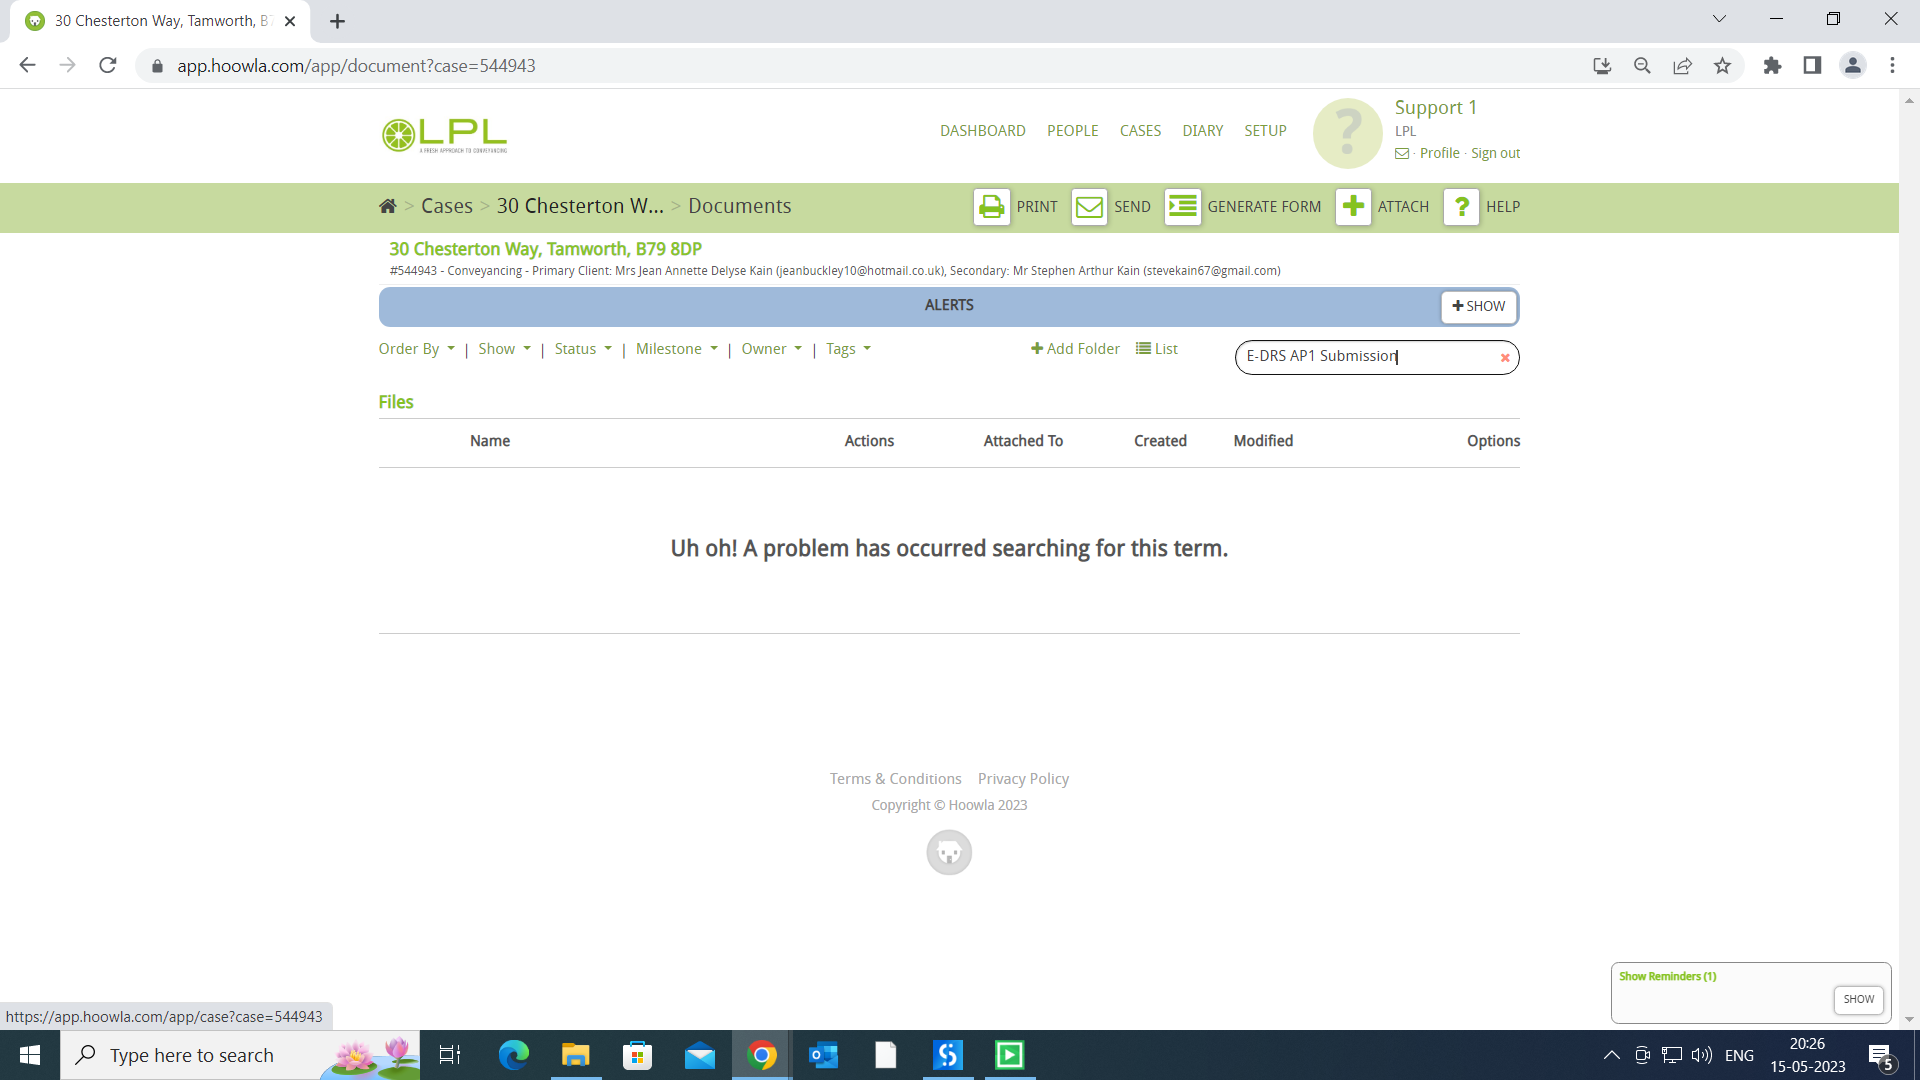 30 Chesterton Way, Tamworth, B7
app.hoowla.com/app/document?case=544943
LPL
A FRESH APPROACH TO CONVEYANCING
DASHBOARD PEOPLE CASES DIARY SETUP
?
Support 1
LPL
· Profile · Sign out
> Cases > 30 Chesterton W... > Documents
PRINT SEND GENERATE FORM ATTACH ? HELP
30 Chesterton Way, Tamworth, B79 8DP
#544943 - Conveyancing - Primary Client: Mrs Jean Annette Delyse Kain (jeanbuckley10@hotmail.co.uk), Secondary: Mr Stephen Arthur Kain (stevekain67@gmail.com)
ALERTS
SHOW
Order By | Show | Status | Milestone | Owner | Tags
Add Folder List
E-DRS AP1 Submission
Files
Name Actions Attached To Created Modified Options
Uh oh! A problem has occurred searching for this term.
Terms & Conditions Privacy Policy
Copyright © Hoowla 2023
Show Reminders (1)
SHOW
https://app.hoowla.com/app/case?case=544943
Type here to search
ENG
20:26
15-05-2023
5